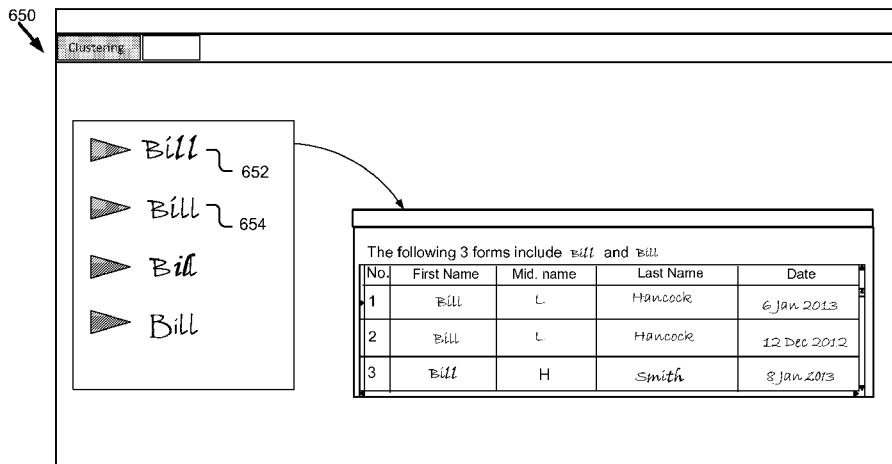 650
Clustering
Bill 652
Bill 654
Bill
Bill
The following 3 forms include Bill and Bill
No. First Name Mid. name Last Name Date
1 Bill L. Hancock 6 Jan 2013
2 Bill L. Hancock 12 Dec 2012
3 Bill H Smith 8 Jan 2013